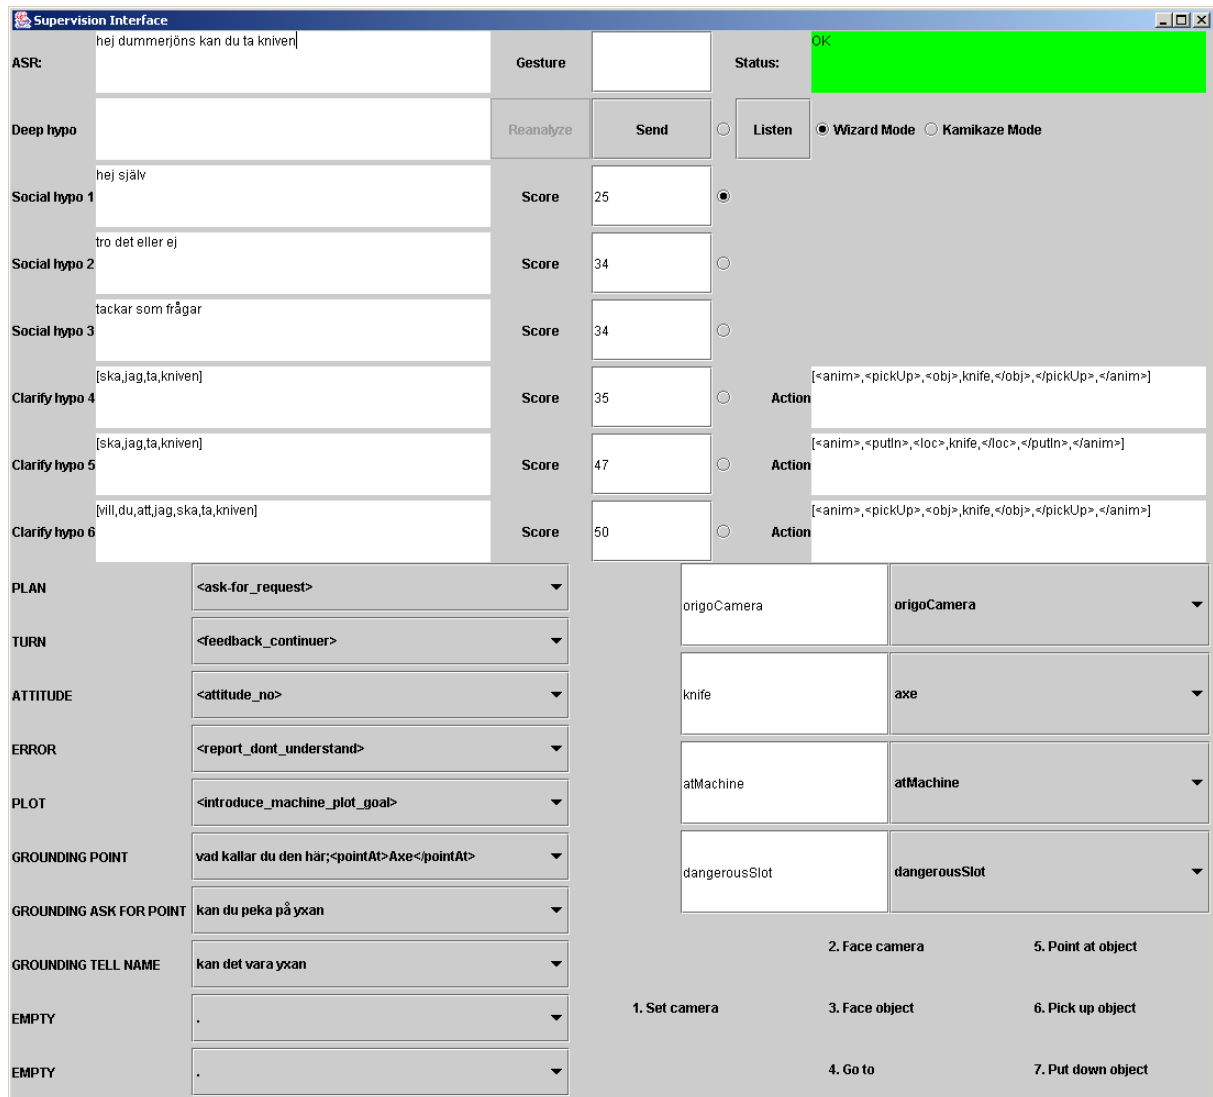 Supervision Interface
ASR: hej dummerjöns kan du ta kniven Gesture Status: OK
Deep hypo Reanalyze Send Listen Wizard Mode Kamikaze Mode
Social hypo 1 hej själv Score 25
Social hypo 2 tro det eller ej Score 34
Social hypo 3 tackar som frågar Score 34
Clarify hypo 4 [ska,jag,ta,kniven] Score 35 Action [<anim>,<pickUp>,<obj>,knife,</obj>,</pickUp>,</anim>]
Clarify hypo 5 [ska,jag,ta,kniven] Score 47 Action [<anim>,<putIn>,<loc>,knife,</loc>,</putIn>,</anim>]
Clarify hypo 6 [vill,du,att,jag,ska,ta,kniven] Score 50 Action [<anim>,<pickUp>,<obj>,knife,</obj>,</pickUp>,</anim>]
PLAN <ask-for_request>
TURN <feedback_continuer>
ATTITUDE <attitude_no>
ERROR <report_dont_understand>
PLOT <introduce_machine_plot_goal>
GROUNDING POINT vad kallar du den här;<pointAt>Axe</pointAt>
GROUNDING ASK FOR POINT kan du peka på yxan
GROUNDING TELL NAME kan det vara yxan
EMPTY .
EMPTY .
origoCamera origoCamera
knife axe
atMachine atMachine
dangerousSlot dangerousSlot
2. Face camera 5. Point at object
1. Set camera 3. Face object 6. Pick up object
4. Go to 7. Put down object